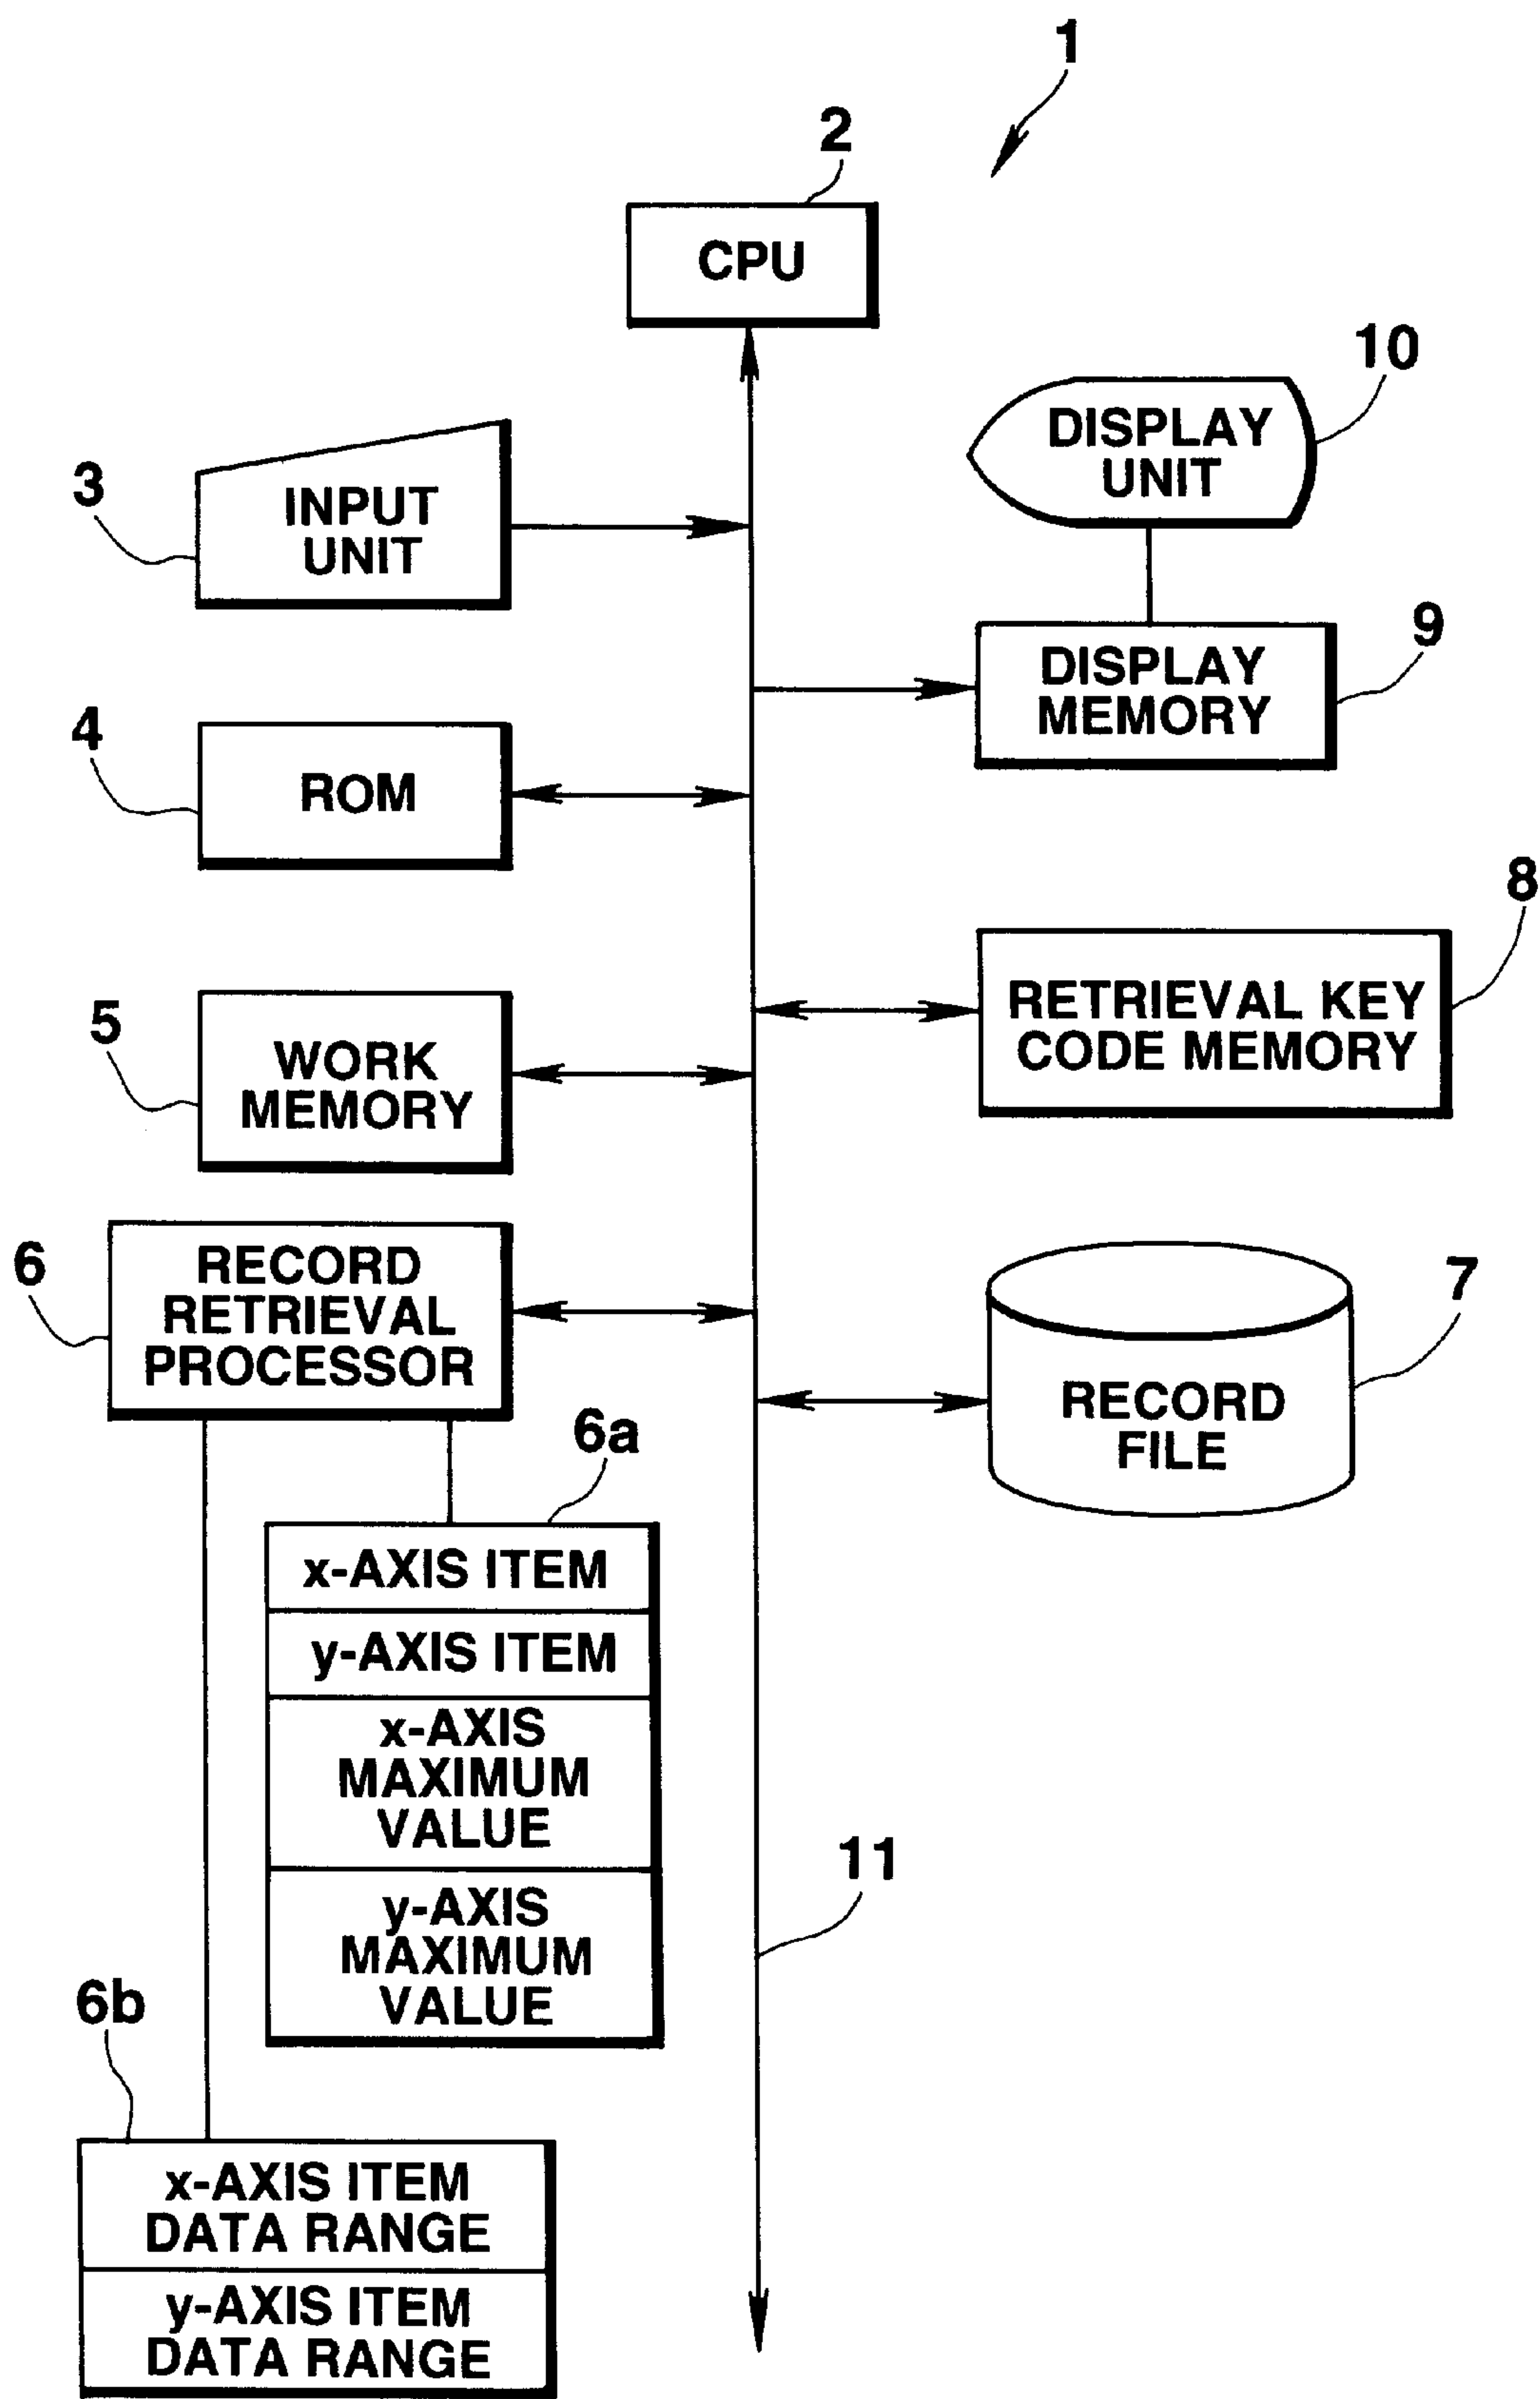 1
2
CPU
10
DISPLAY
UNIT
3
INPUT
UNIT
9
DISPLAY
MEMORY
4
ROM
8
RETRIEVAL KEY
CODE MEMORY
5
WORK
MEMORY
6
RECORD
RETRIEVAL
PROCESSOR
7
RECORD
FILE
6a
x-AXIS ITEM
y-AXIS ITEM
x-AXIS
MAXIMUM
VALUE
y-AXIS
MAXIMUM
VALUE
11
6b
x-AXIS ITEM
DATA RANGE
y-AXIS ITEM
DATA RANGE